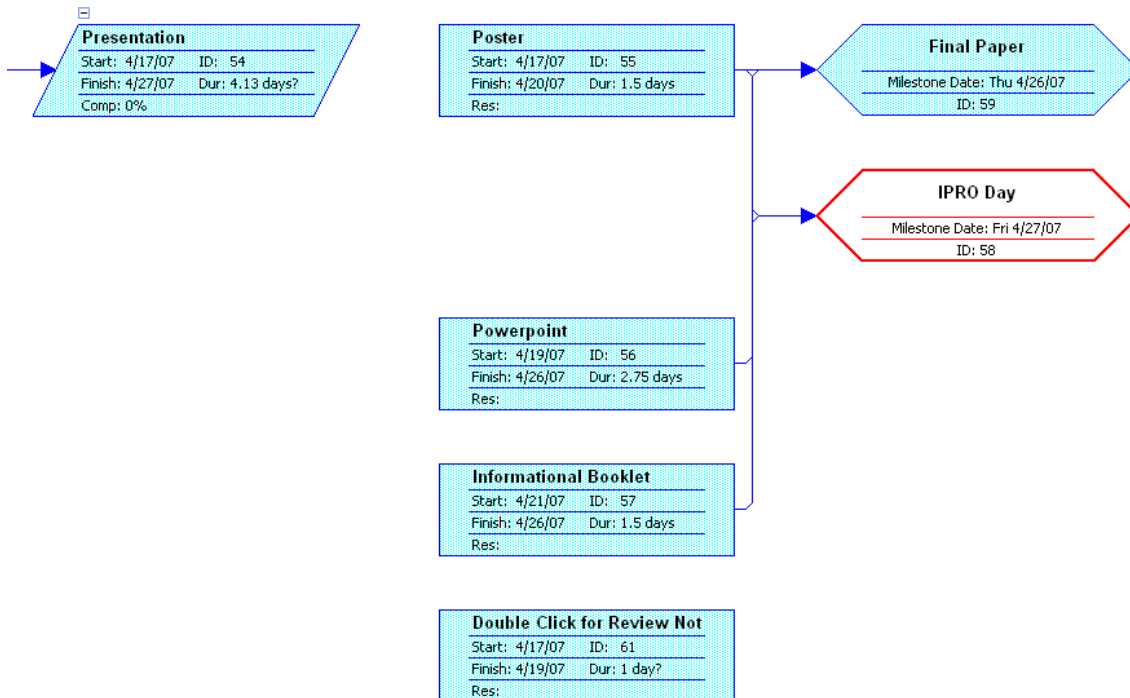 Presentation
Start: 4/17/07 ID: 54
Finish: 4/27/07 Dur: 4.13 days?
Comp: 0%
Poster
Start: 4/17/07 ID: 55
Finish: 4/20/07 Dur: 1.5 days
Res:
Final Paper
Milestone Date: Thu 4/26/07
ID: 59
IPRO Day
Milestone Date: Fri 4/27/07
ID: 58
Powerpoint
Start: 4/19/07 ID: 56
Finish: 4/26/07 Dur: 2.75 days
Res:
Informational Booklet
Start: 4/21/07 ID: 57
Finish: 4/26/07 Dur: 1.5 days
Res:
Double Click for Review Not
Start: 4/17/07 ID: 61
Finish: 4/19/07 Dur: 1 day?
Res: